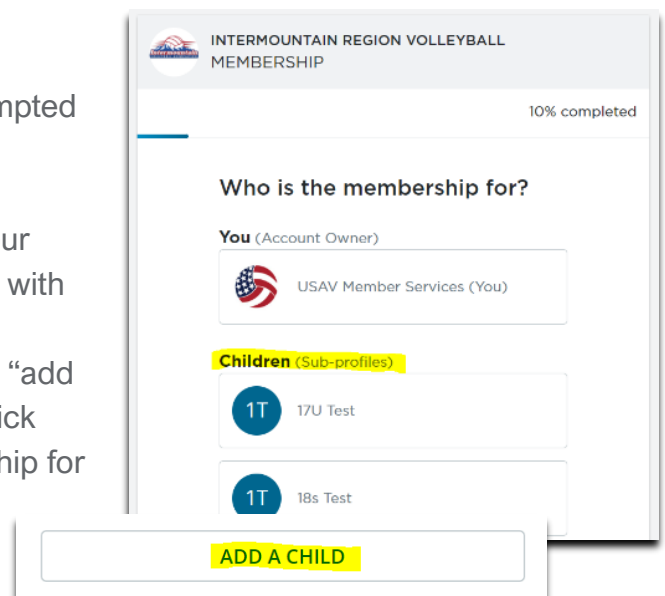 INTERMOUNTAIN REGION VOLLEYBALL
MEMBERSHIP
10% completed
mpted
ur
with
"add
ick
hip for
Who is the membership for?
You (Account Owner)
USAV Member Services (You)
Children (Sub-profiles)
1T 17U Test
1T 18s Test
ADD A CHILD